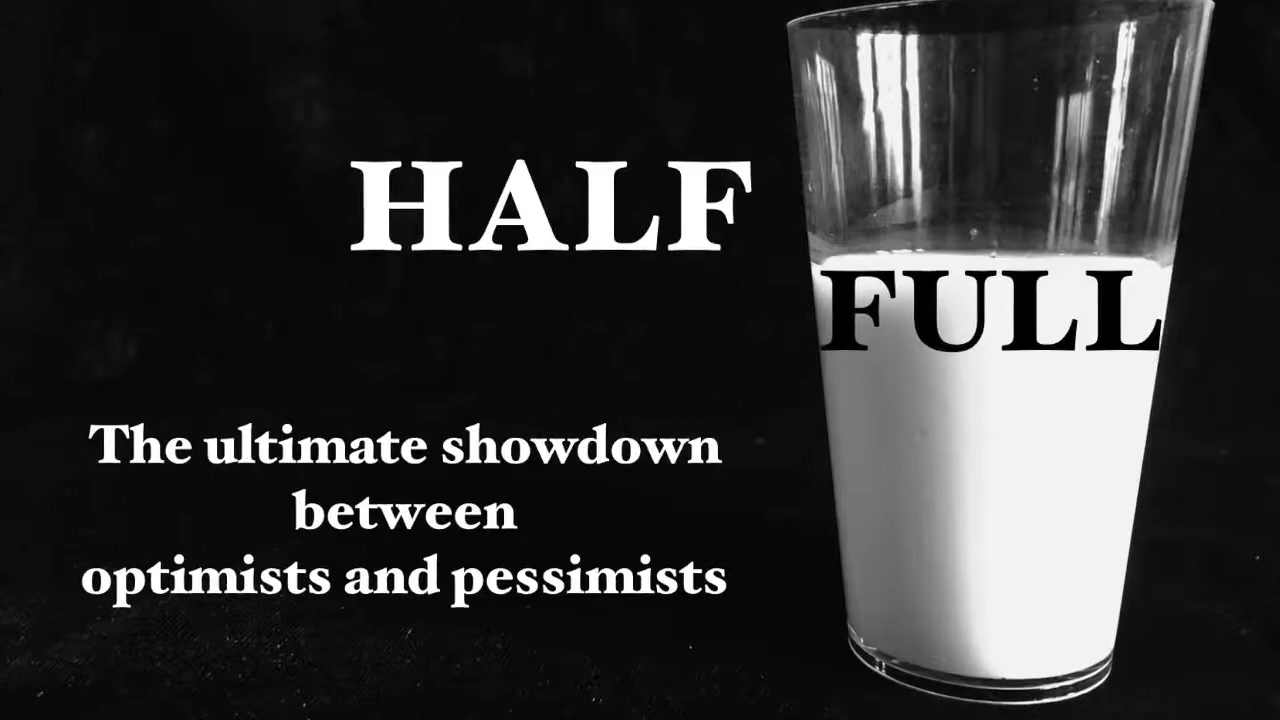 HALF
FULL
The ultimate showdown
between
optimists and pessimists